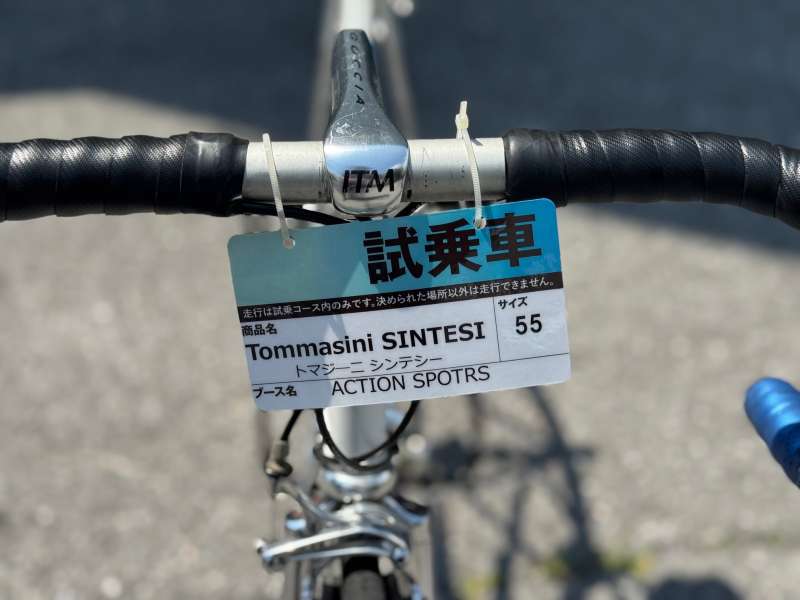 GOCCIA
ITM
試乗車
走行は試乗コース内のみです。決められた場所以外は走行できません。
商品名
サイズ
Tommasini SINTESI
55
トマジーニ シンテシー
ブース名
ACTION SPOTRS